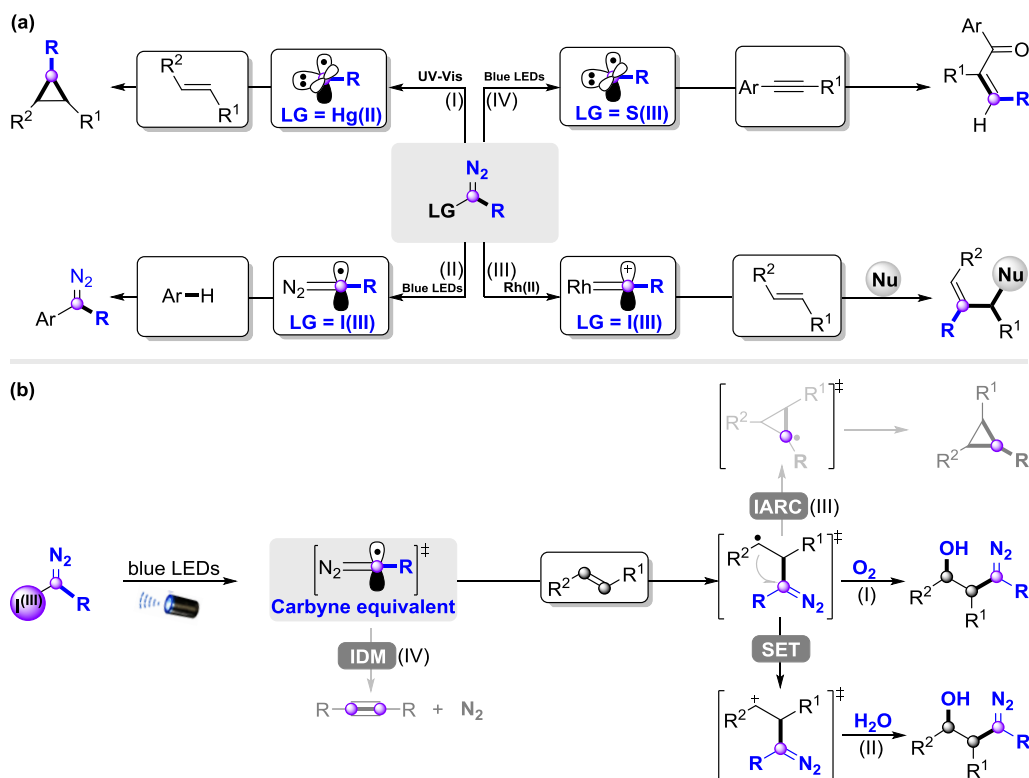 (a)
R
R² R¹
R²
R¹
LG = Hg(II)
R
UV-Vis
(I)
Blue LEDs
(IV)
R
LG = S(III)
Ar R¹
Ar O
R¹
R
H
N₂
LG R
N₂
Ar R
Ar–H
N₂ R
LG = I(III)
(II)
Blue LEDs
(III)
Rh(II)
Rh + R
LG = I(III)
R²
R¹
Nu
R² Nu
R R¹
(b)
N₂
I(III) R
blue LEDs
N₂ R ‡
Carbyne equivalent
IDM (IV)
R R + N₂
R² R¹
R¹ ‡
R²
R
IARC (III)
R¹
R² R
R² R¹ ‡
R N₂
O₂
(I)
OH N₂
R² R
R¹
SET
+ ‡
R² R¹
R N₂
H₂O
(II)
OH N₂
R² R
R¹